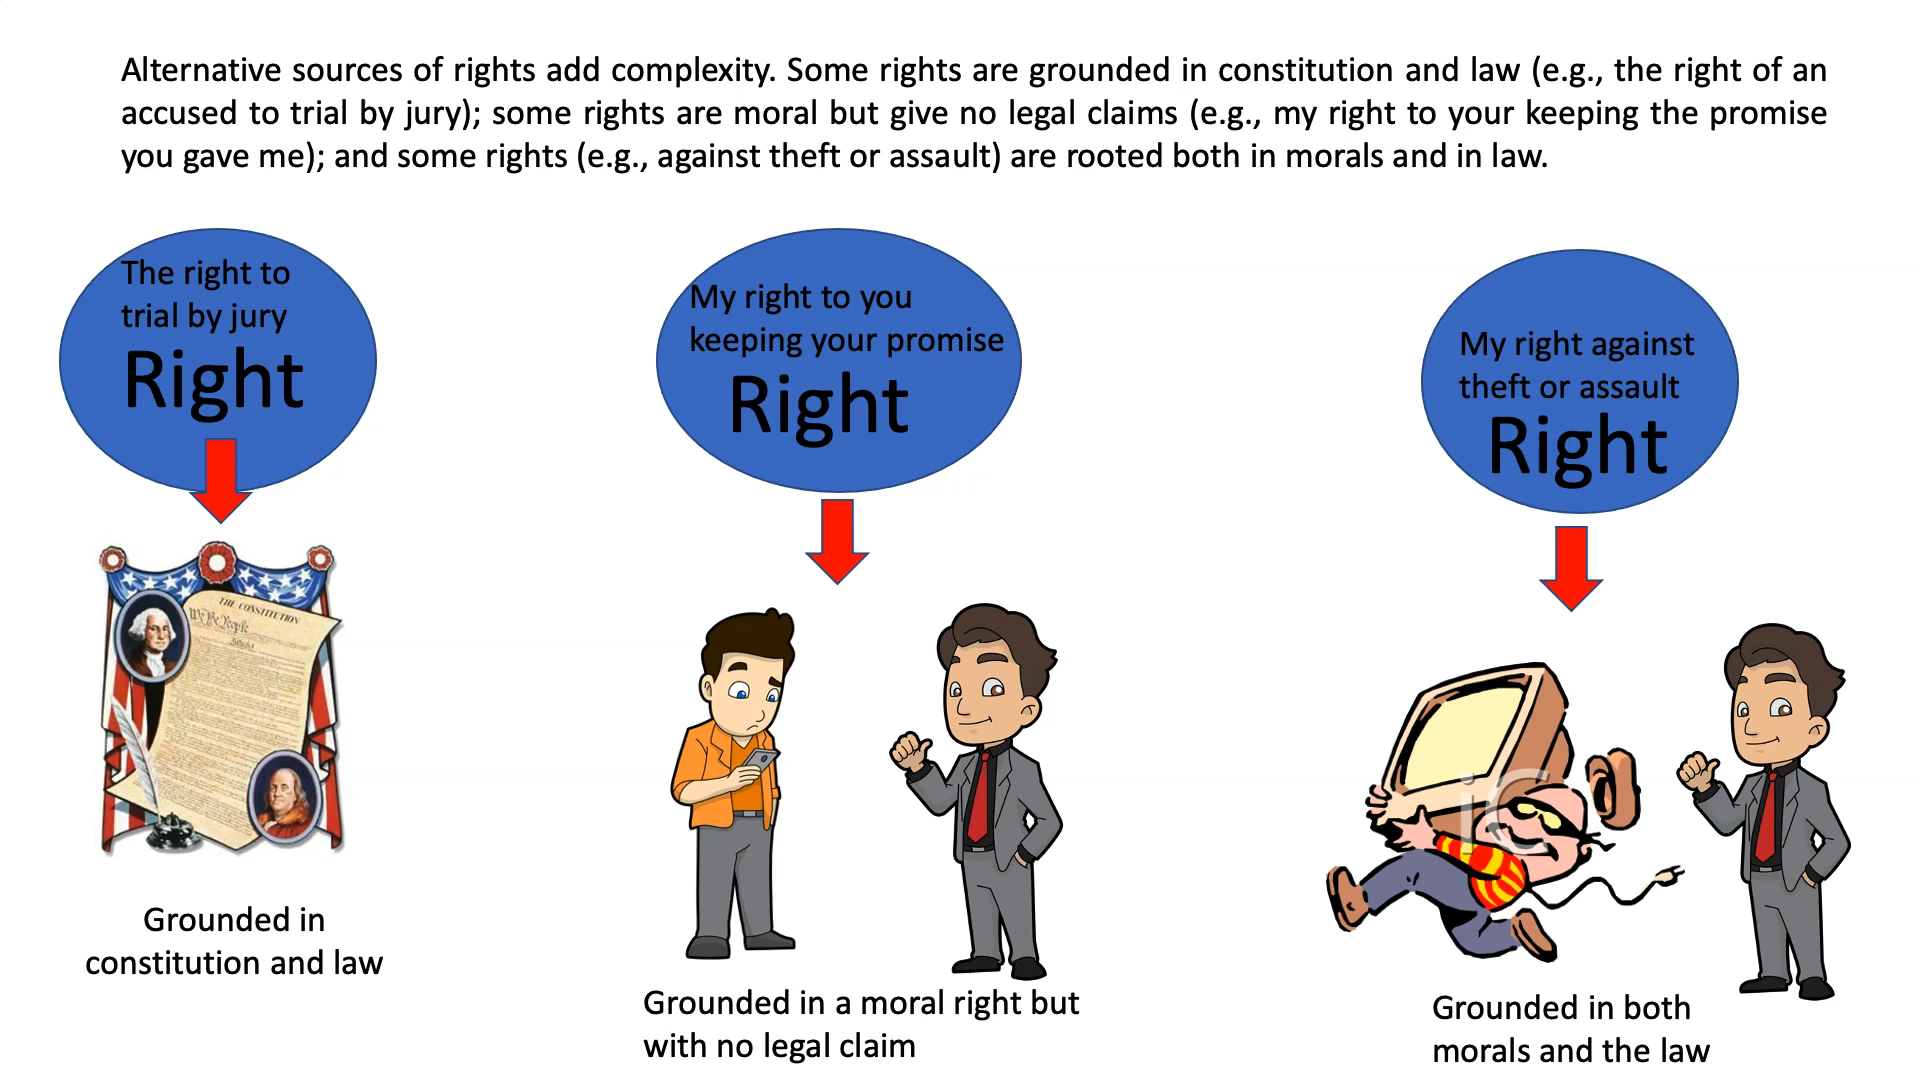 Alternative sources of rights add complexity. Some rights are grounded in constitution and law (e.g., the right of an
accused to trial by jury); some rights are moral but give no legal claims (e.g., my right to your keeping the promise
you gave me); and some rights (e.g., against theft or assault) are rooted both in morals and in law.
The right to
trial by jury
Right
My right to you
keeping your promise
Right
My right against
theft or assault
Right
THE CONSTITUTION
We the People
iC
Grounded in
constitution and law
Grounded in a moral right but
with no legal claim
Grounded in both
morals and the law